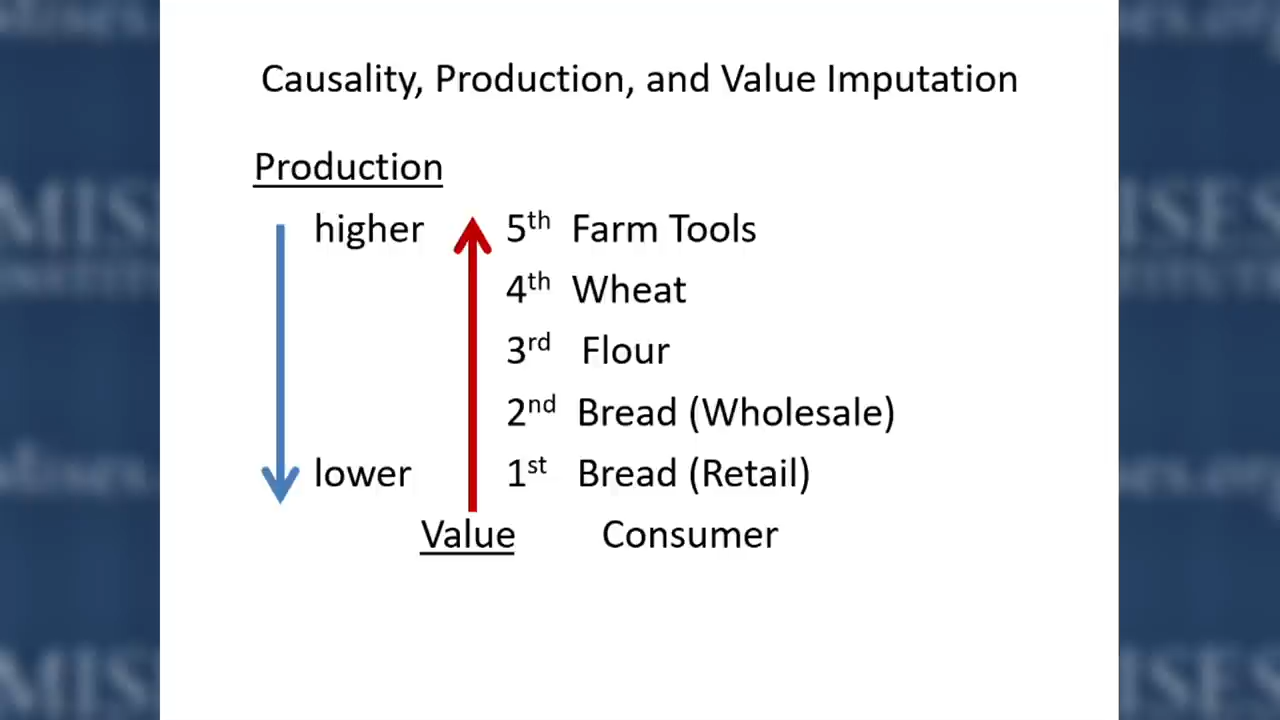 Causality, Production, and Value Imputation
Production
higher 5th Farm Tools
4th Wheat
3rd Flour
2nd Bread (Wholesale)
lower 1st Bread (Retail)
Value Consumer